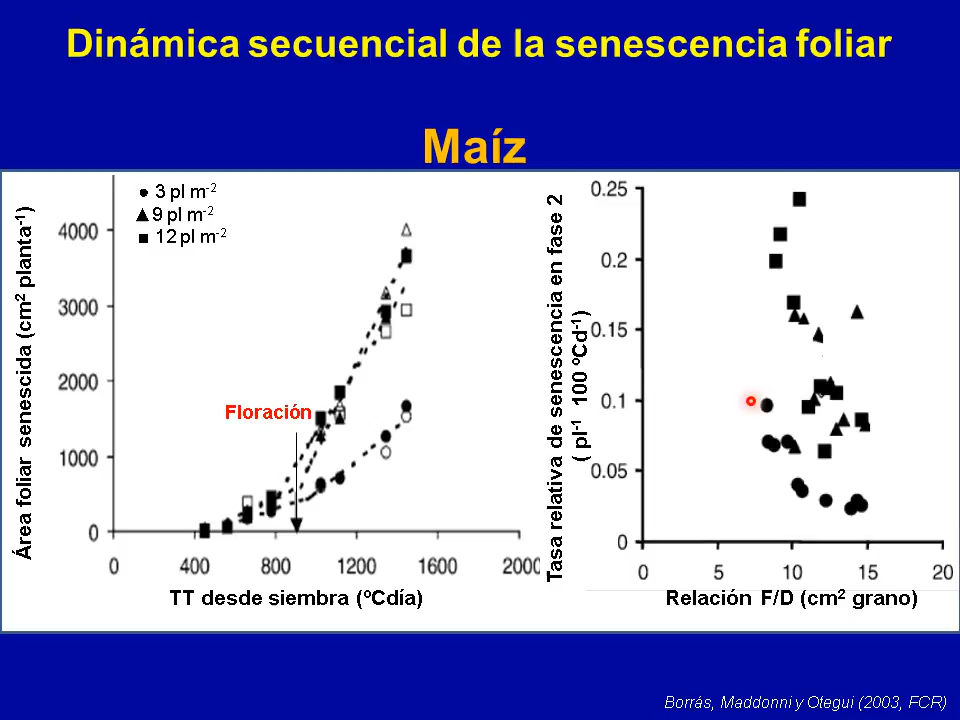 Dinámica secuencial de la senescencia foliar
Maíz
Área foliar senescida (cm² planta⁻¹)
4000
3000
2000
1000
0
● 3 pl m⁻²
▲ 9 pl m⁻²
■ 12 pl m⁻²
Floración
0 400 800 1200 1600 2000
TT desde siembra (ºCdía)
Tasa relativa de senescencia en fase 2
( pl⁻¹ 100 ºCd⁻¹)
0.25
0.2
0.15
0.1
0.05
0
0 5 10 15 20
Relación F/D (cm² grano)
Borrás, Maddonni y Otegui (2003, FCR)